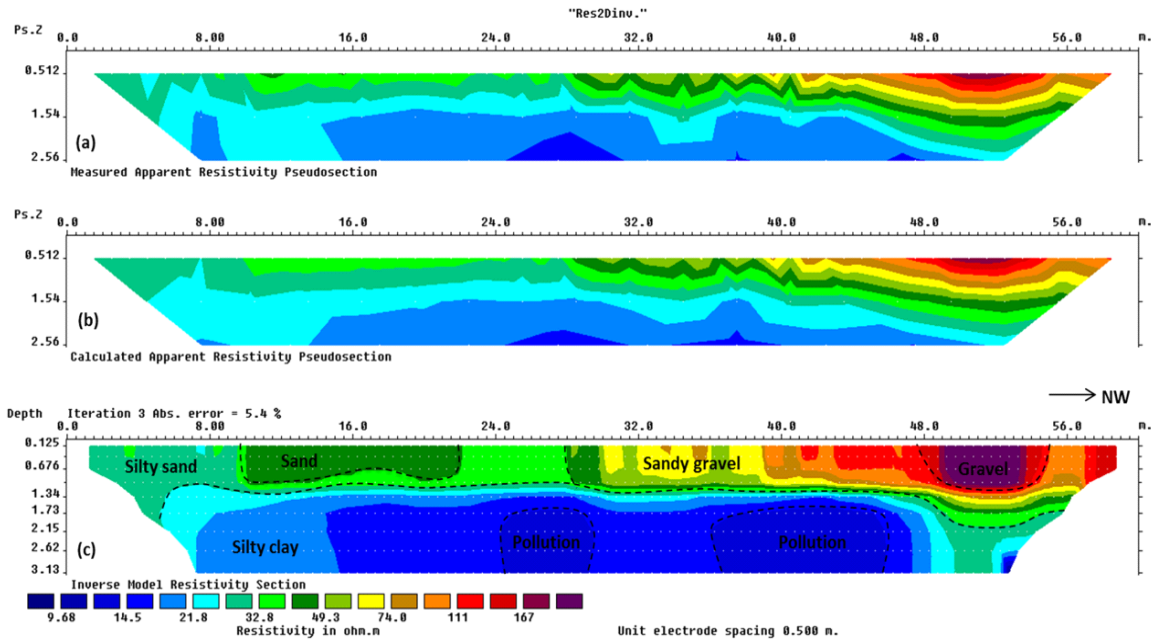 "Res2Dinv."
Ps.Z 0.0 8.00 16.0 24.0 32.0 40.0 48.0 56.0 m.
0.512
1.54
(a)
2.56
Measured Apparent Resistivity Pseudosection
Ps.Z 0.0 8.00 16.0 24.0 32.0 40.0 48.0 56.0 m.
0.512
1.54
(b)
2.56
Calculated Apparent Resistivity Pseudosection
NW
Depth Iteration 3 Abs. error = 5.4 %
0.0 8.00 16.0 24.0 32.0 40.0 48.0 56.0 m.
0.125
0.676 Silty sand Sand Sandy gravel Gravel
1.34
1.73
2.15
2.62 (c) Silty clay Pollution Pollution
3.13
Inverse Model Resistivity Section
9.68 14.5 21.8 32.8 49.3 74.0 111 167
Resistivity in ohm.m Unit electrode spacing 0.500 m.